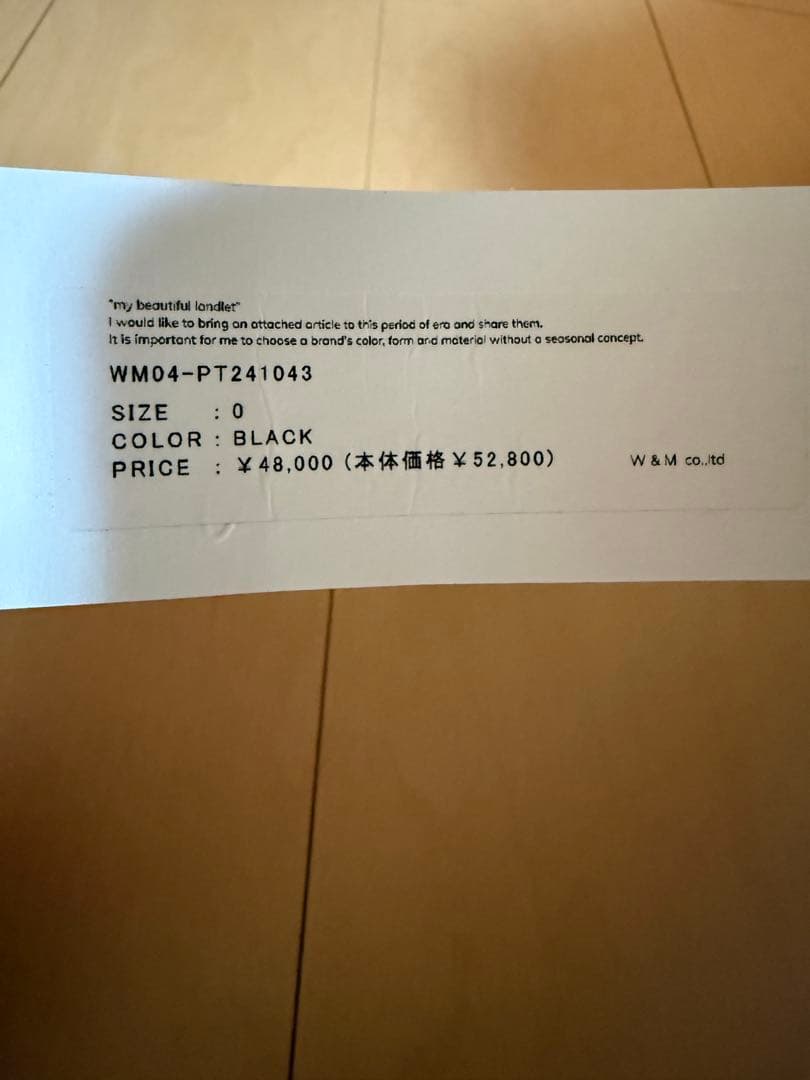 "my beautiful landlet"
I would like to bring an attached article to this period of era and share them.
It is important for me to choose a brand's color, form and material without a seasonal concept.
WM04-PT241043
SIZE : 0
COLOR : BLACK
PRICE : ¥48,000 (本体価格¥52,800)
W & M co.,ltd